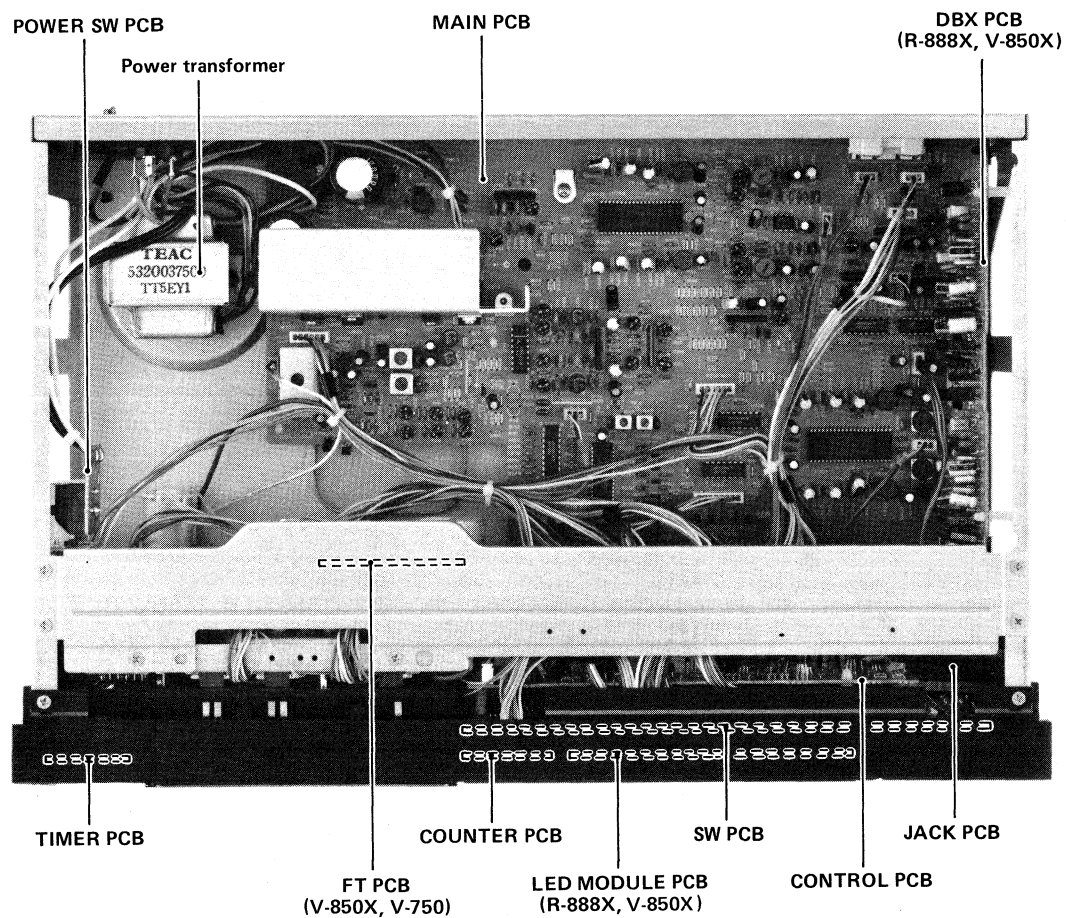 POWER SW PCB
MAIN PCB
DBX PCB
(R-888X, V-850X)
Power transformer
TEAC
TT5EY1
TIMER PCB
COUNTER PCB
SW PCB
JACK PCB
FT PCB
(V-850X, V-750)
LED MODULE PCB
(R-888X, V-850X)
CONTROL PCB